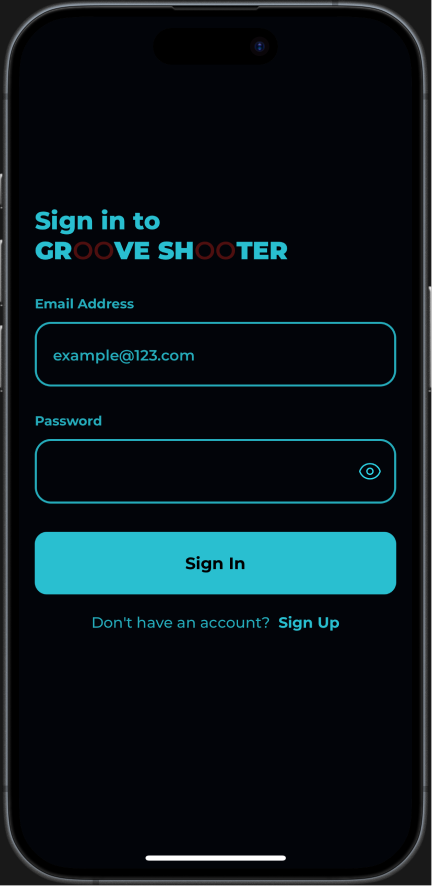 Sign in to
GROOVE SHOOTER
Email Address
example@123.com
Password
Sign In
Don't have an account? Sign Up